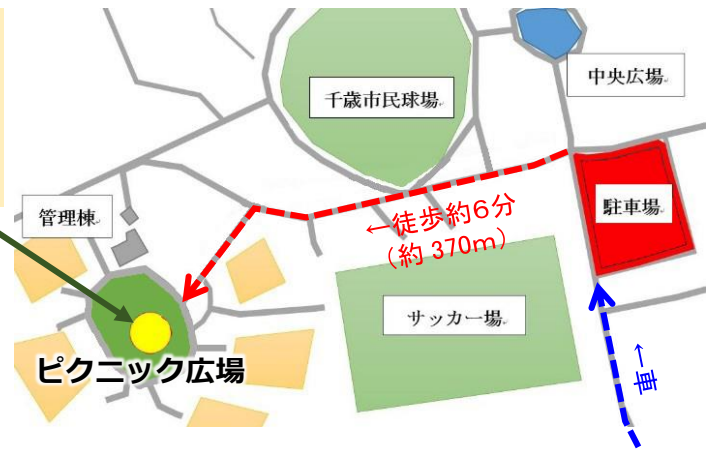 中央広場
千歳市民球場
駐車場
管理棟
←徒歩約6分
(約 370m)
サッカー場
ピクニック広場
←車